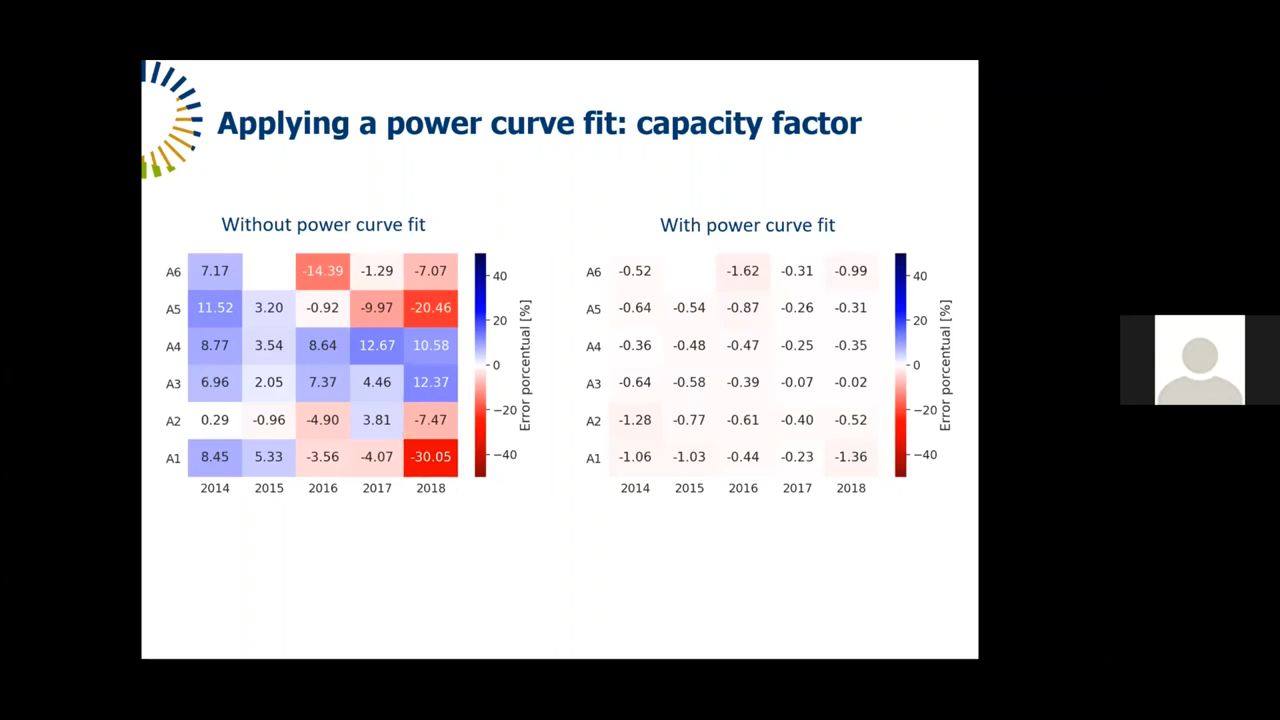 Applying a power curve fit: capacity factor
Without power curve fit
A6 7.17 -14.39 -1.29 -7.07
A5 11.52 3.20 -0.92 -9.97 -20.46
A4 8.77 3.54 8.64 12.67 10.58
A3 6.96 2.05 7.37 4.46 12.37
A2 0.29 -0.96 -4.90 3.81 -7.47
A1 8.45 5.33 -3.56 -4.07 -30.05
2014 2015 2016 2017 2018
40
20
0
−20
−40
Error porcentual [%]
With power curve fit
A6 -0.52 -1.62 -0.31 -0.99
A5 -0.64 -0.54 -0.87 -0.26 -0.31
A4 -0.36 -0.48 -0.47 -0.25 -0.35
A3 -0.64 -0.58 -0.39 -0.07 -0.02
A2 -1.28 -0.77 -0.61 -0.40 -0.52
A1 -1.06 -1.03 -0.44 -0.23 -1.36
2014 2015 2016 2017 2018
40
20
0
−20
−40
Error porcentual [%]